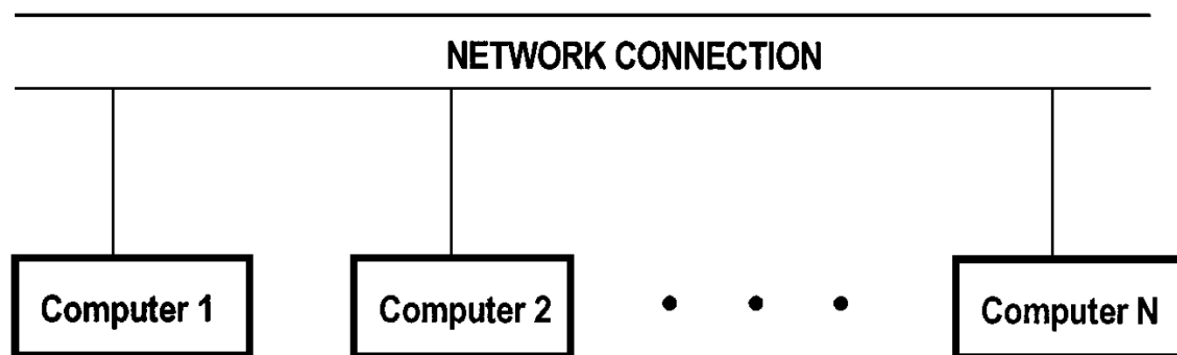 NETWORK CONNECTION
Computer 1
Computer 2
Computer N